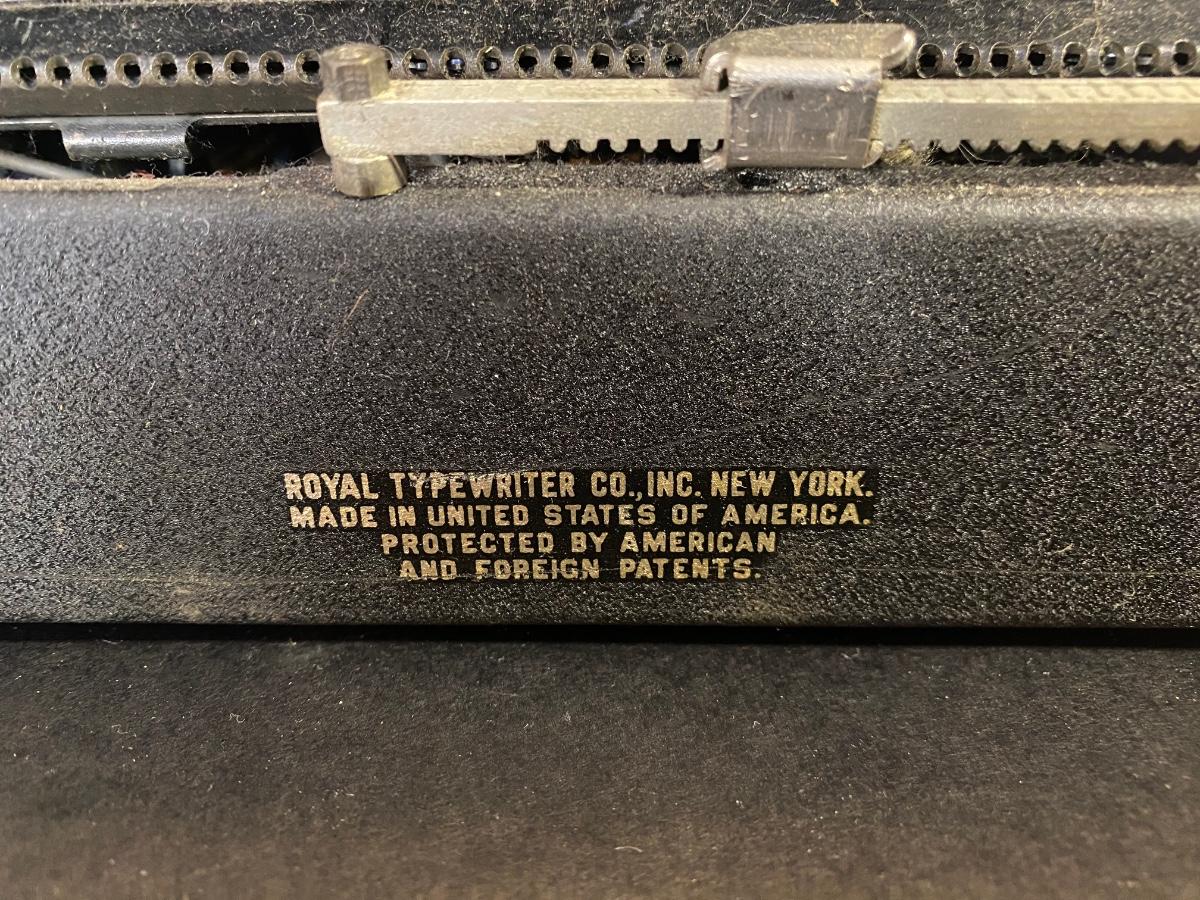 ROYAL TYPEWRITER CO., INC. NEW YORK.
MADE IN UNITED STATES OF AMERICA.
PROTECTED BY AMERICAN
AND FOREIGN PATENTS.